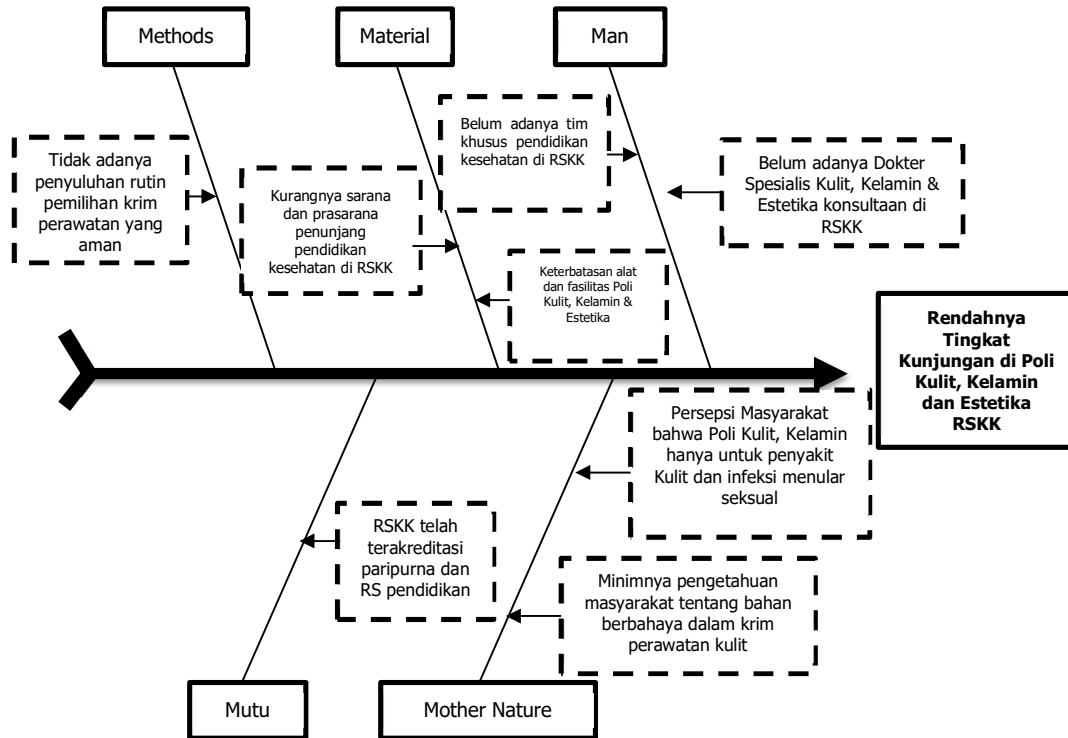 Methods
Material
Man
Tidak adanya
penyuluhan rutin
pemilihan krim
perawatan yang
aman
Kurangnya sarana
dan prasarana
penunjang
pendidikan
kesehatan di RSKK
Belum adanya tim
khusus pendidikan
kesehatan di RSKK
Belum adanya Dokter
Spesialis Kulit, Kelamin &
Estetika konsultaan di
RSKK
Keterbatasan alat
dan fasilitas Poli
Kulit, Kelamin &
Estetika
Rendahnya
Tingkat
Kunjungan di Poli
Kulit, Kelamin
dan Estetika
RSKK
Persepsi Masyarakat
bahwa Poli Kulit, Kelamin
hanya untuk penyakit
Kulit dan infeksi menular
seksual
RSKK telah
terakreditasi
paripurna dan
RS pendidikan
Minimnya pengetahuan
masyarakat tentang bahan
berbahaya dalam krim
perawatan kulit
Mutu
Mother Nature